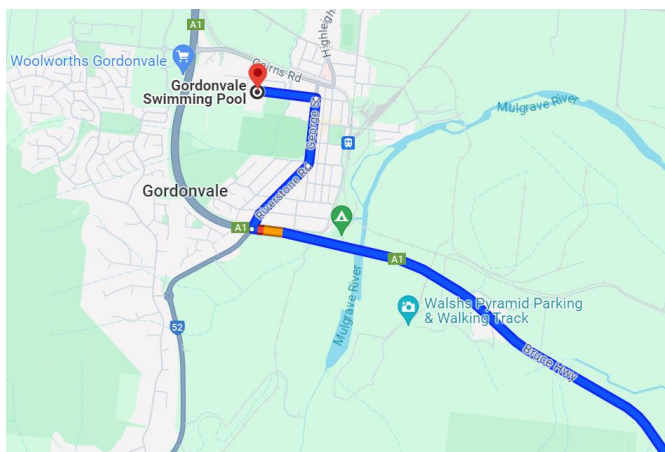 A1
Woolworths Gordonvale
Cairns Rd
Highleigh
Gordonvale
Swimming Pool
George St
Mulgrave River
Riverstone Rd
Gordonvale
A1
A1
Mulgrave River
Walshs Pyramid Parking
& Walking Track
52
Bruce Hwy